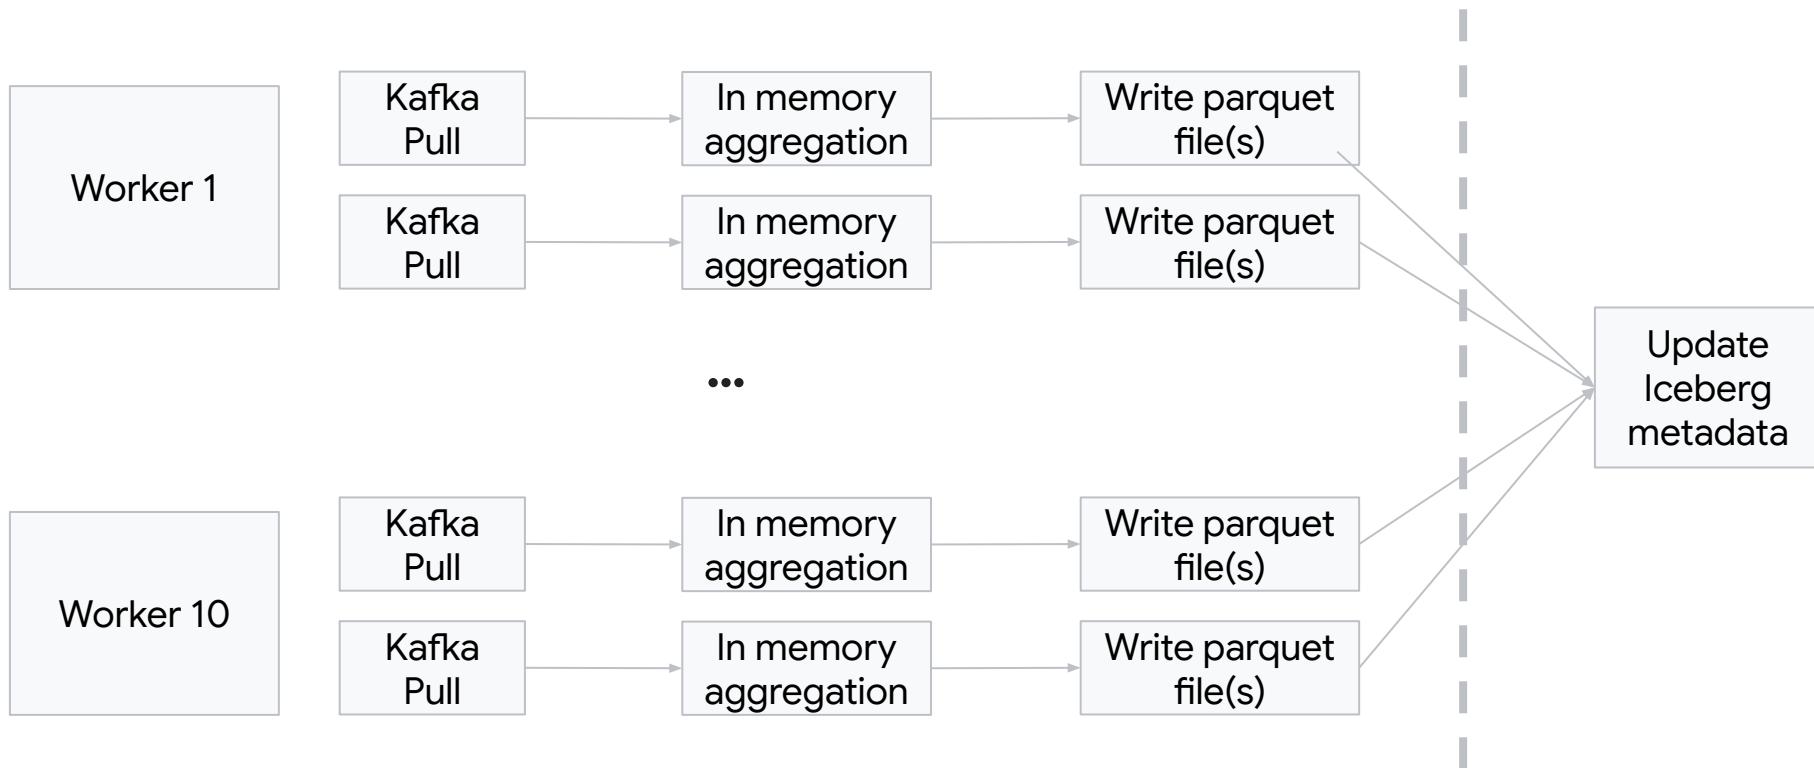 Worker 1
Kafka
Pull
In memory
aggregation
Write parquet
file(s)
Kafka
Pull
In memory
aggregation
Write parquet
file(s)
...
Update
Iceberg
metadata
Worker 10
Kafka
Pull
In memory
aggregation
Write parquet
file(s)
Kafka
Pull
In memory
aggregation
Write parquet
file(s)